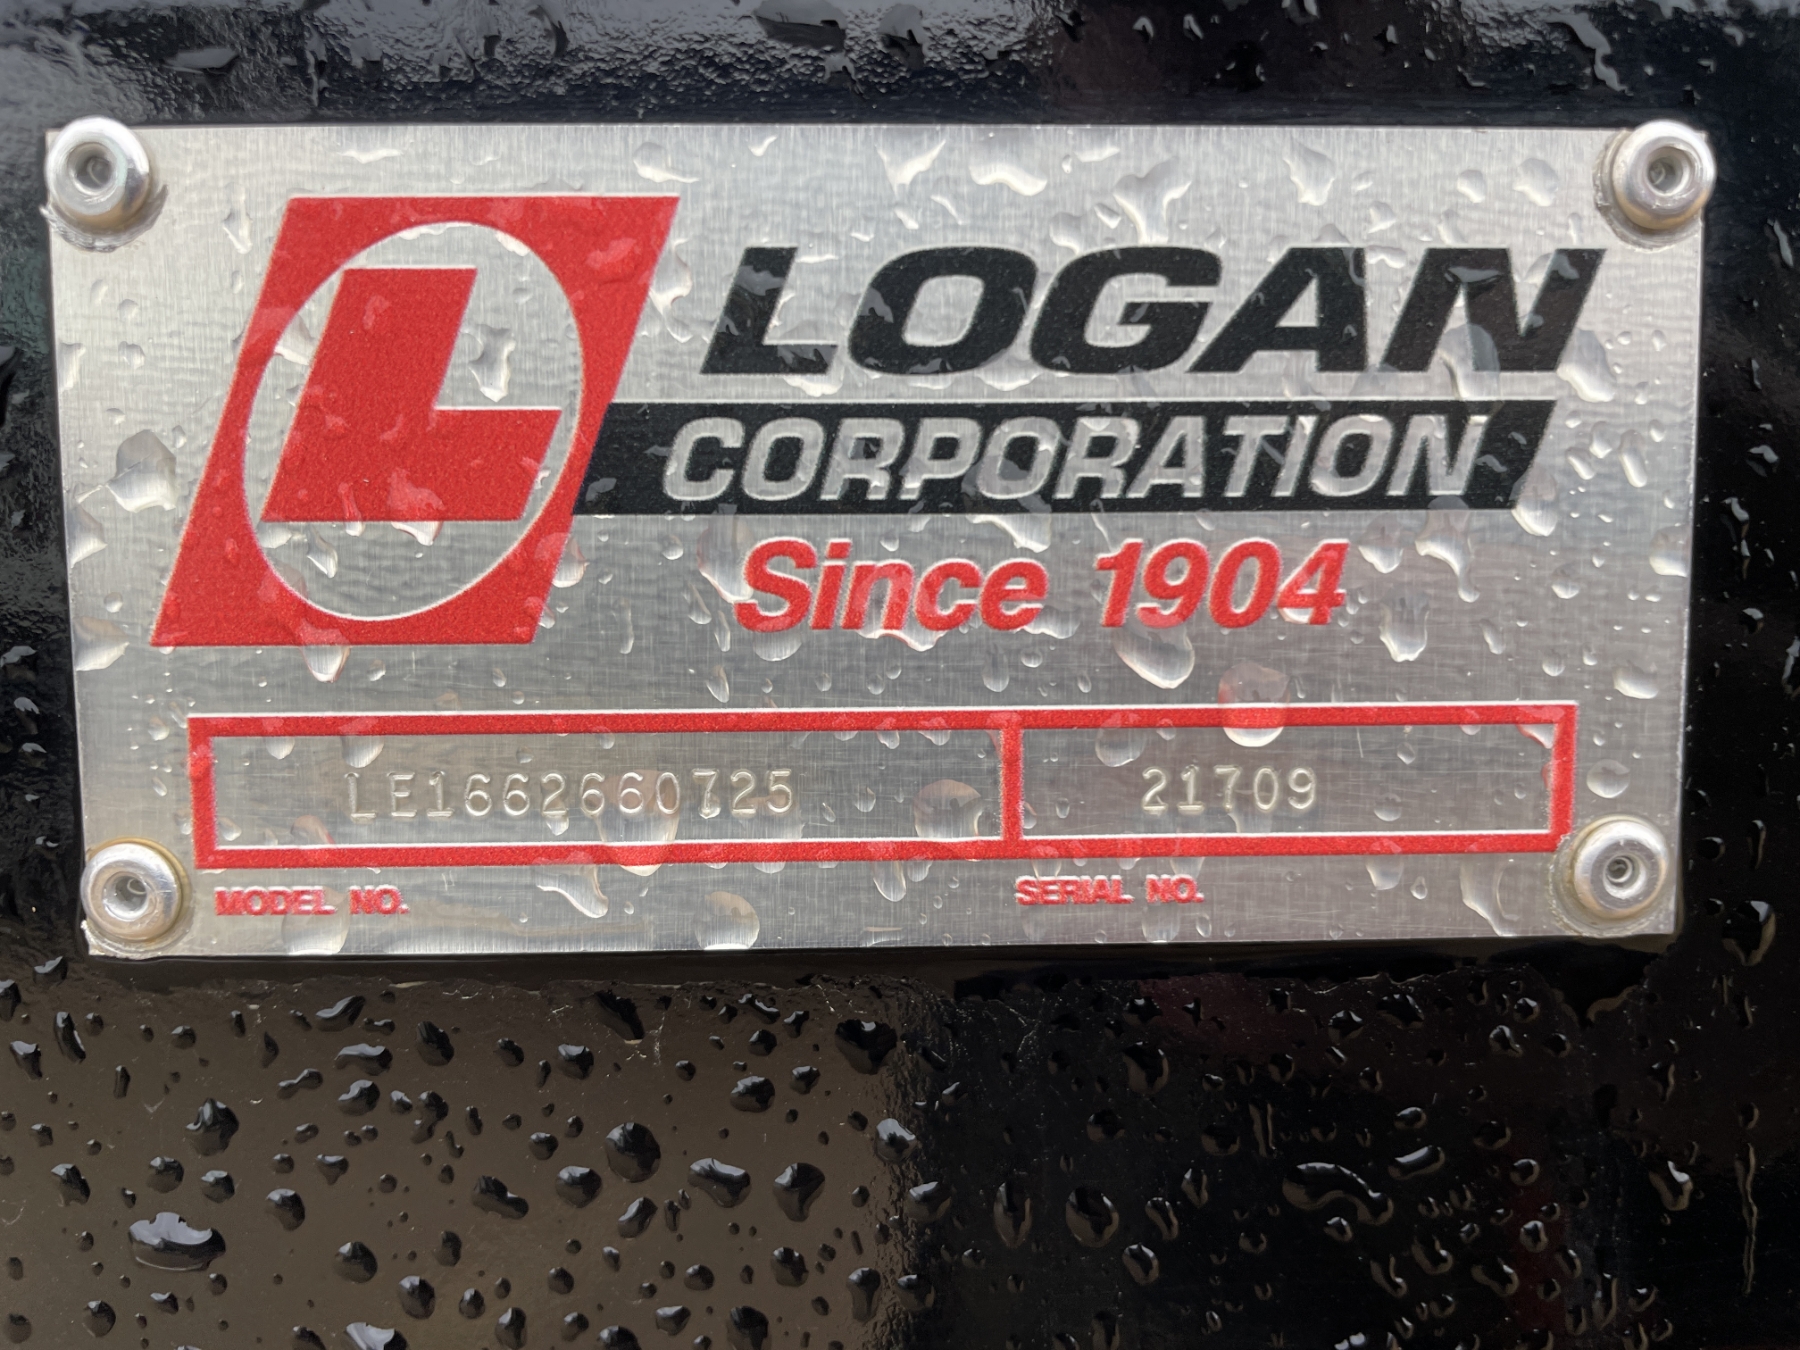 L
LOGAN
CORPORATION
Since 1904
LE1662660725 21709
MODEL NO. SERIAL NO.